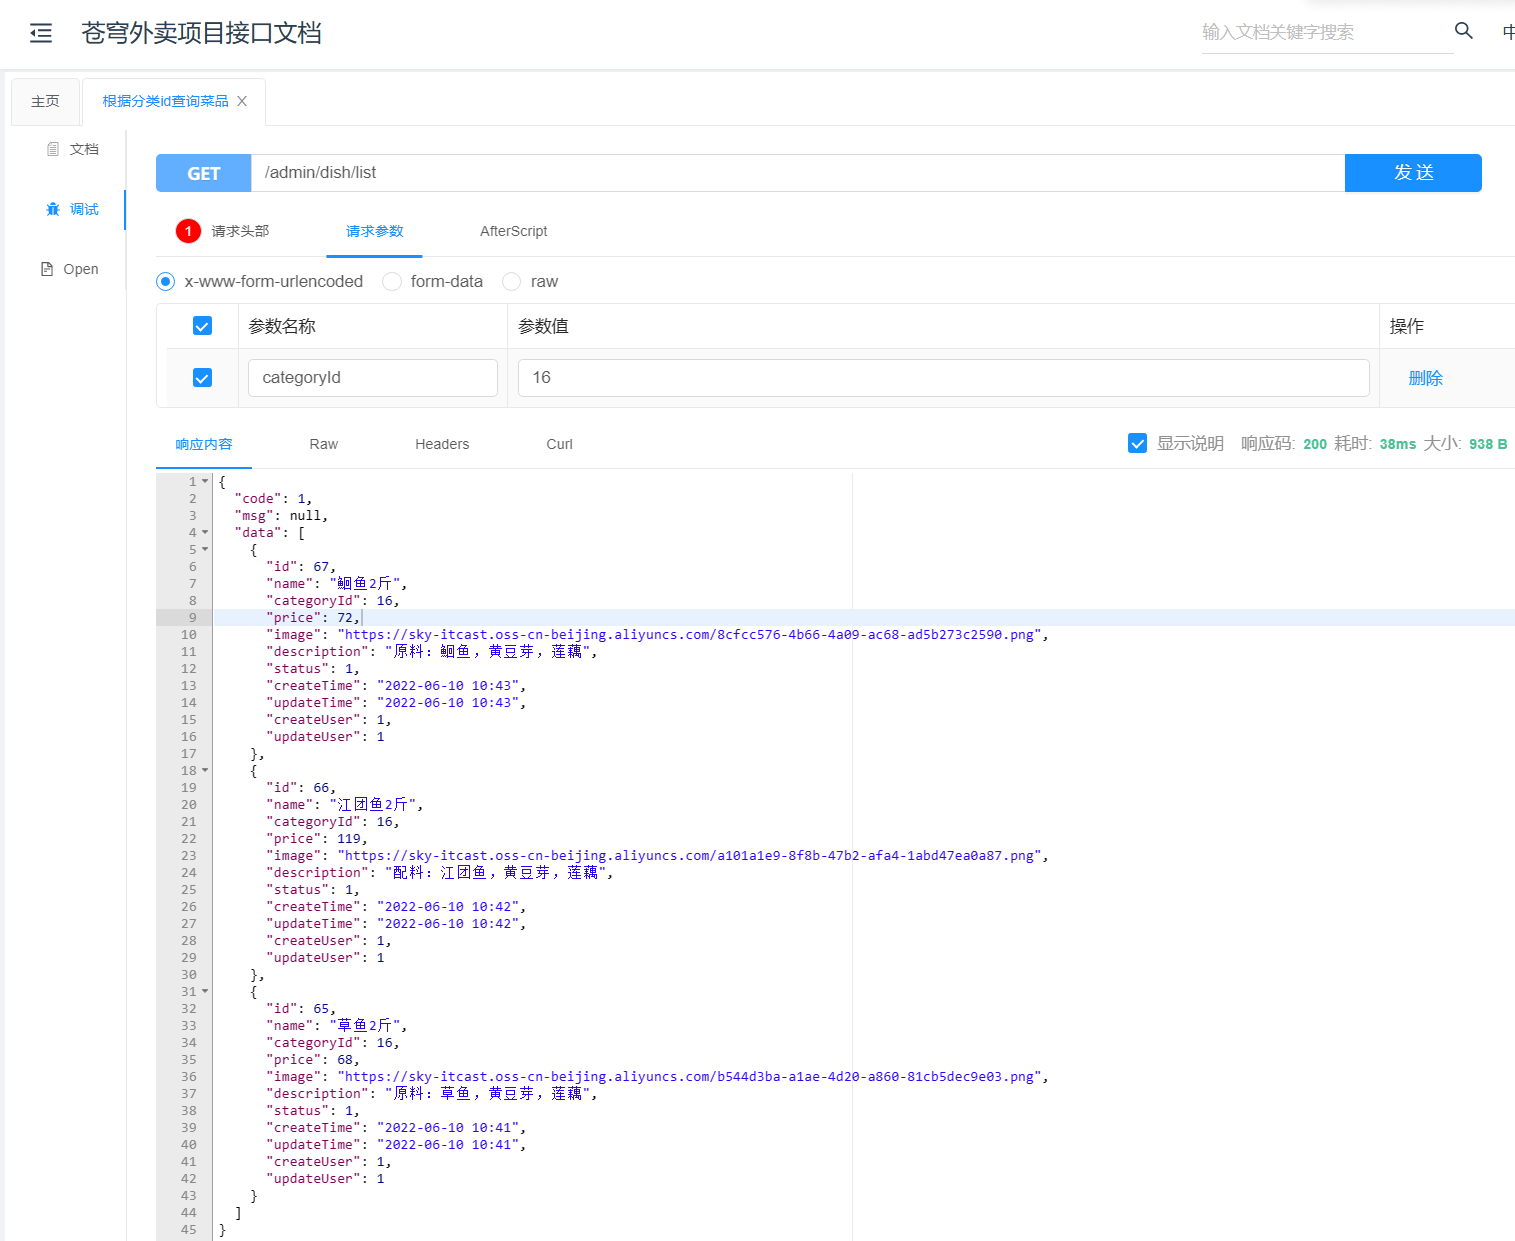 苍穹外卖项目接口文档
输入文档关键字搜索
主页
根据分类id查询菜品
文档
GET /admin/dish/list 发 送
调试
1 请求头部 请求参数 AfterScript
Open
x-www-form-urlencoded form-data raw
参数名称 参数值 操作
categoryId 16 删除
响应内容 Raw Headers Curl 显示说明 响应码: 200 耗时: 38ms 大小: 938 B
1 {
2 "code": 1,
3 "msg": null,
4 "data": [
5 {
6 "id": 67,
7 "name": "鮰鱼2斤",
8 "categoryId": 16,
9 "price": 72,
10 "image": "https://sky-itcast.oss-cn-beijing.aliyuncs.com/8cfcc576-4b66-4a09-ac68-ad5b273c2590.png",
11 "description": "原料：鮰鱼，黄豆芽，莲藕",
12 "status": 1,
13 "createTime": "2022-06-10 10:43",
14 "updateTime": "2022-06-10 10:43",
15 "createUser": 1,
16 "updateUser": 1
17 },
18 {
19 "id": 66,
20 "name": "江团鱼2斤",
21 "categoryId": 16,
22 "price": 119,
23 "image": "https://sky-itcast.oss-cn-beijing.aliyuncs.com/a101a1e9-8f8b-47b2-afa4-1abd47ea0a87.png",
24 "description": "配料：江团鱼，黄豆芽，莲藕",
25 "status": 1,
26 "createTime": "2022-06-10 10:42",
27 "updateTime": "2022-06-10 10:42",
28 "createUser": 1,
29 "updateUser": 1
30 },
31 {
32 "id": 65,
33 "name": "草鱼2斤",
34 "categoryId": 16,
35 "price": 68,
36 "image": "https://sky-itcast.oss-cn-beijing.aliyuncs.com/b544d3ba-a1ae-4d20-a860-81cb5dec9e03.png",
37 "description": "原料：草鱼，黄豆芽，莲藕",
38 "status": 1,
39 "createTime": "2022-06-10 10:41",
40 "updateTime": "2022-06-10 10:41",
41 "createUser": 1,
42 "updateUser": 1
43 }
44 ]
45 }